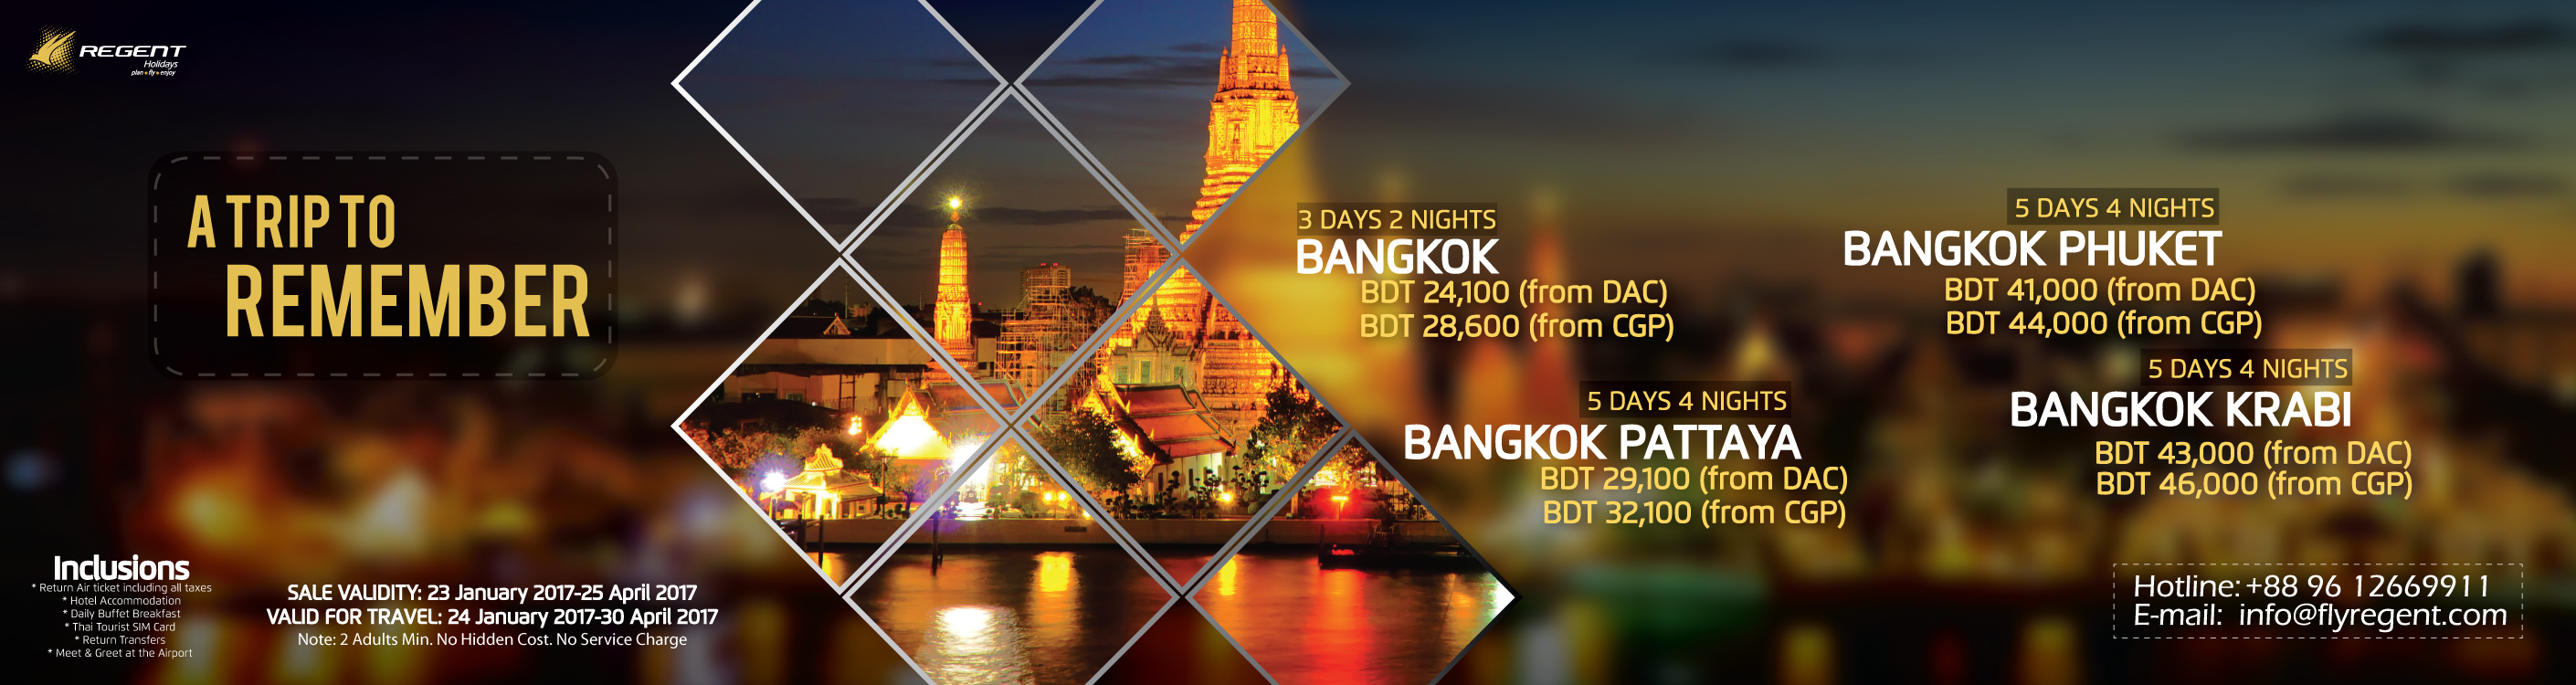 REGENT
Holidays
plan • fly • enjoy
A TRIP TO
REMEMBER
3 DAYS 2 NIGHTS
BANGKOK
BDT 24,100 (from DAC)
BDT 28,600 (from CGP)
5 DAYS 4 NIGHTS
BANGKOK PATTAYA
BDT 29,100 (from DAC)
BDT 32,100 (from CGP)
5 DAYS 4 NIGHTS
BANGKOK PHUKET
BDT 41,000 (from DAC)
BDT 44,000 (from CGP)
5 DAYS 4 NIGHTS
BANGKOK KRABI
BDT 43,000 (from DAC)
BDT 46,000 (from CGP)
Inclusions
* Return Air ticket including all taxes
* Hotel Accommodation
* Daily Buffet Breakfast
* Thai Tourist SIM Card
* Return Transfers
* Meet & Greet at the Airport
SALE VALIDITY: 23 January 2017-25 April 2017
VALID FOR TRAVEL: 24 January 2017-30 April 2017
Note: 2 Adults Min. No Hidden Cost. No Service Charge
Hotline: +88 96 12669911
E-mail: info@flyregent.com